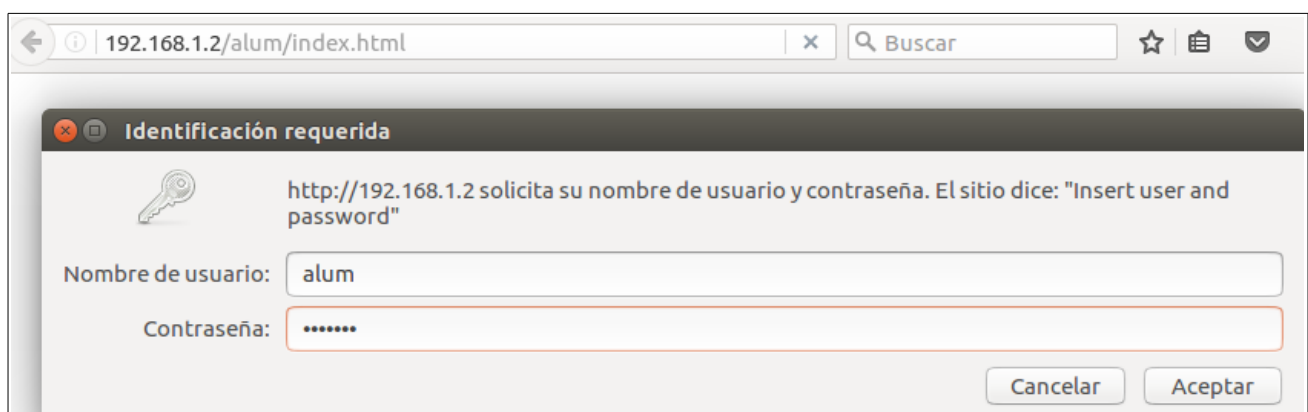 192.168.1.2/alum/index.html Buscar
Identificación requerida
http://192.168.1.2 solicita su nombre de usuario y contraseña. El sitio dice: "Insert user and
password"
Nombre de usuario: alum
Contraseña: •••••••
Cancelar Aceptar